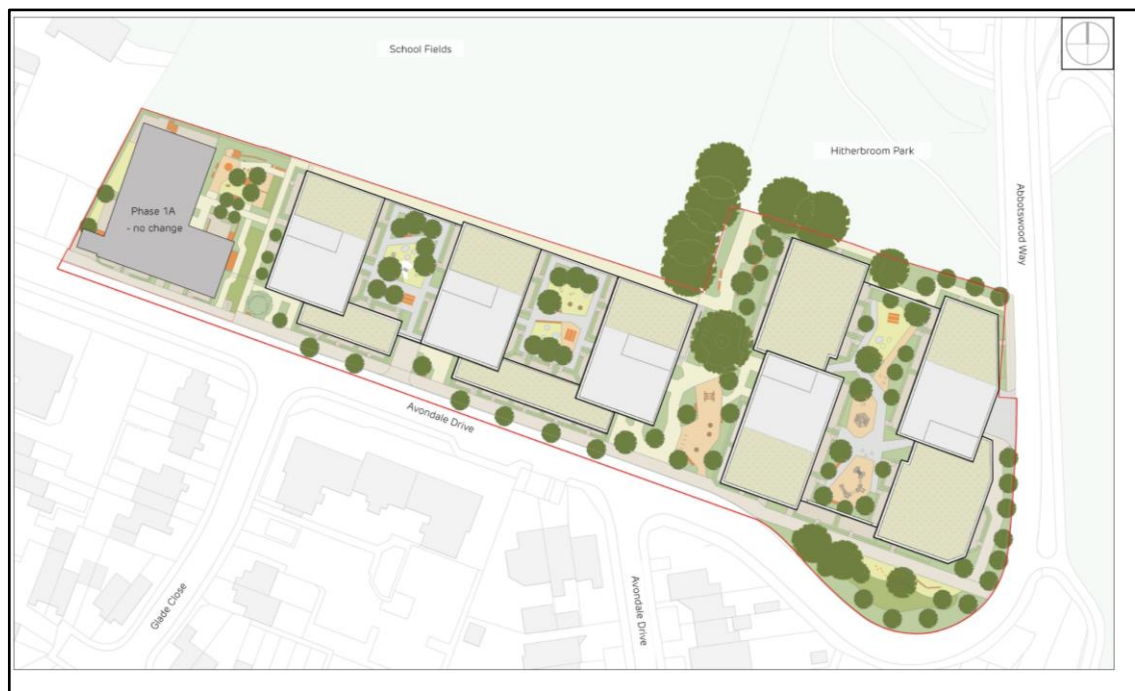 School Fields
Hitherbroom Park
Abbotswood Way
Phase 1A
- no change
Avondale Drive
Glade Close
Avondale Drive